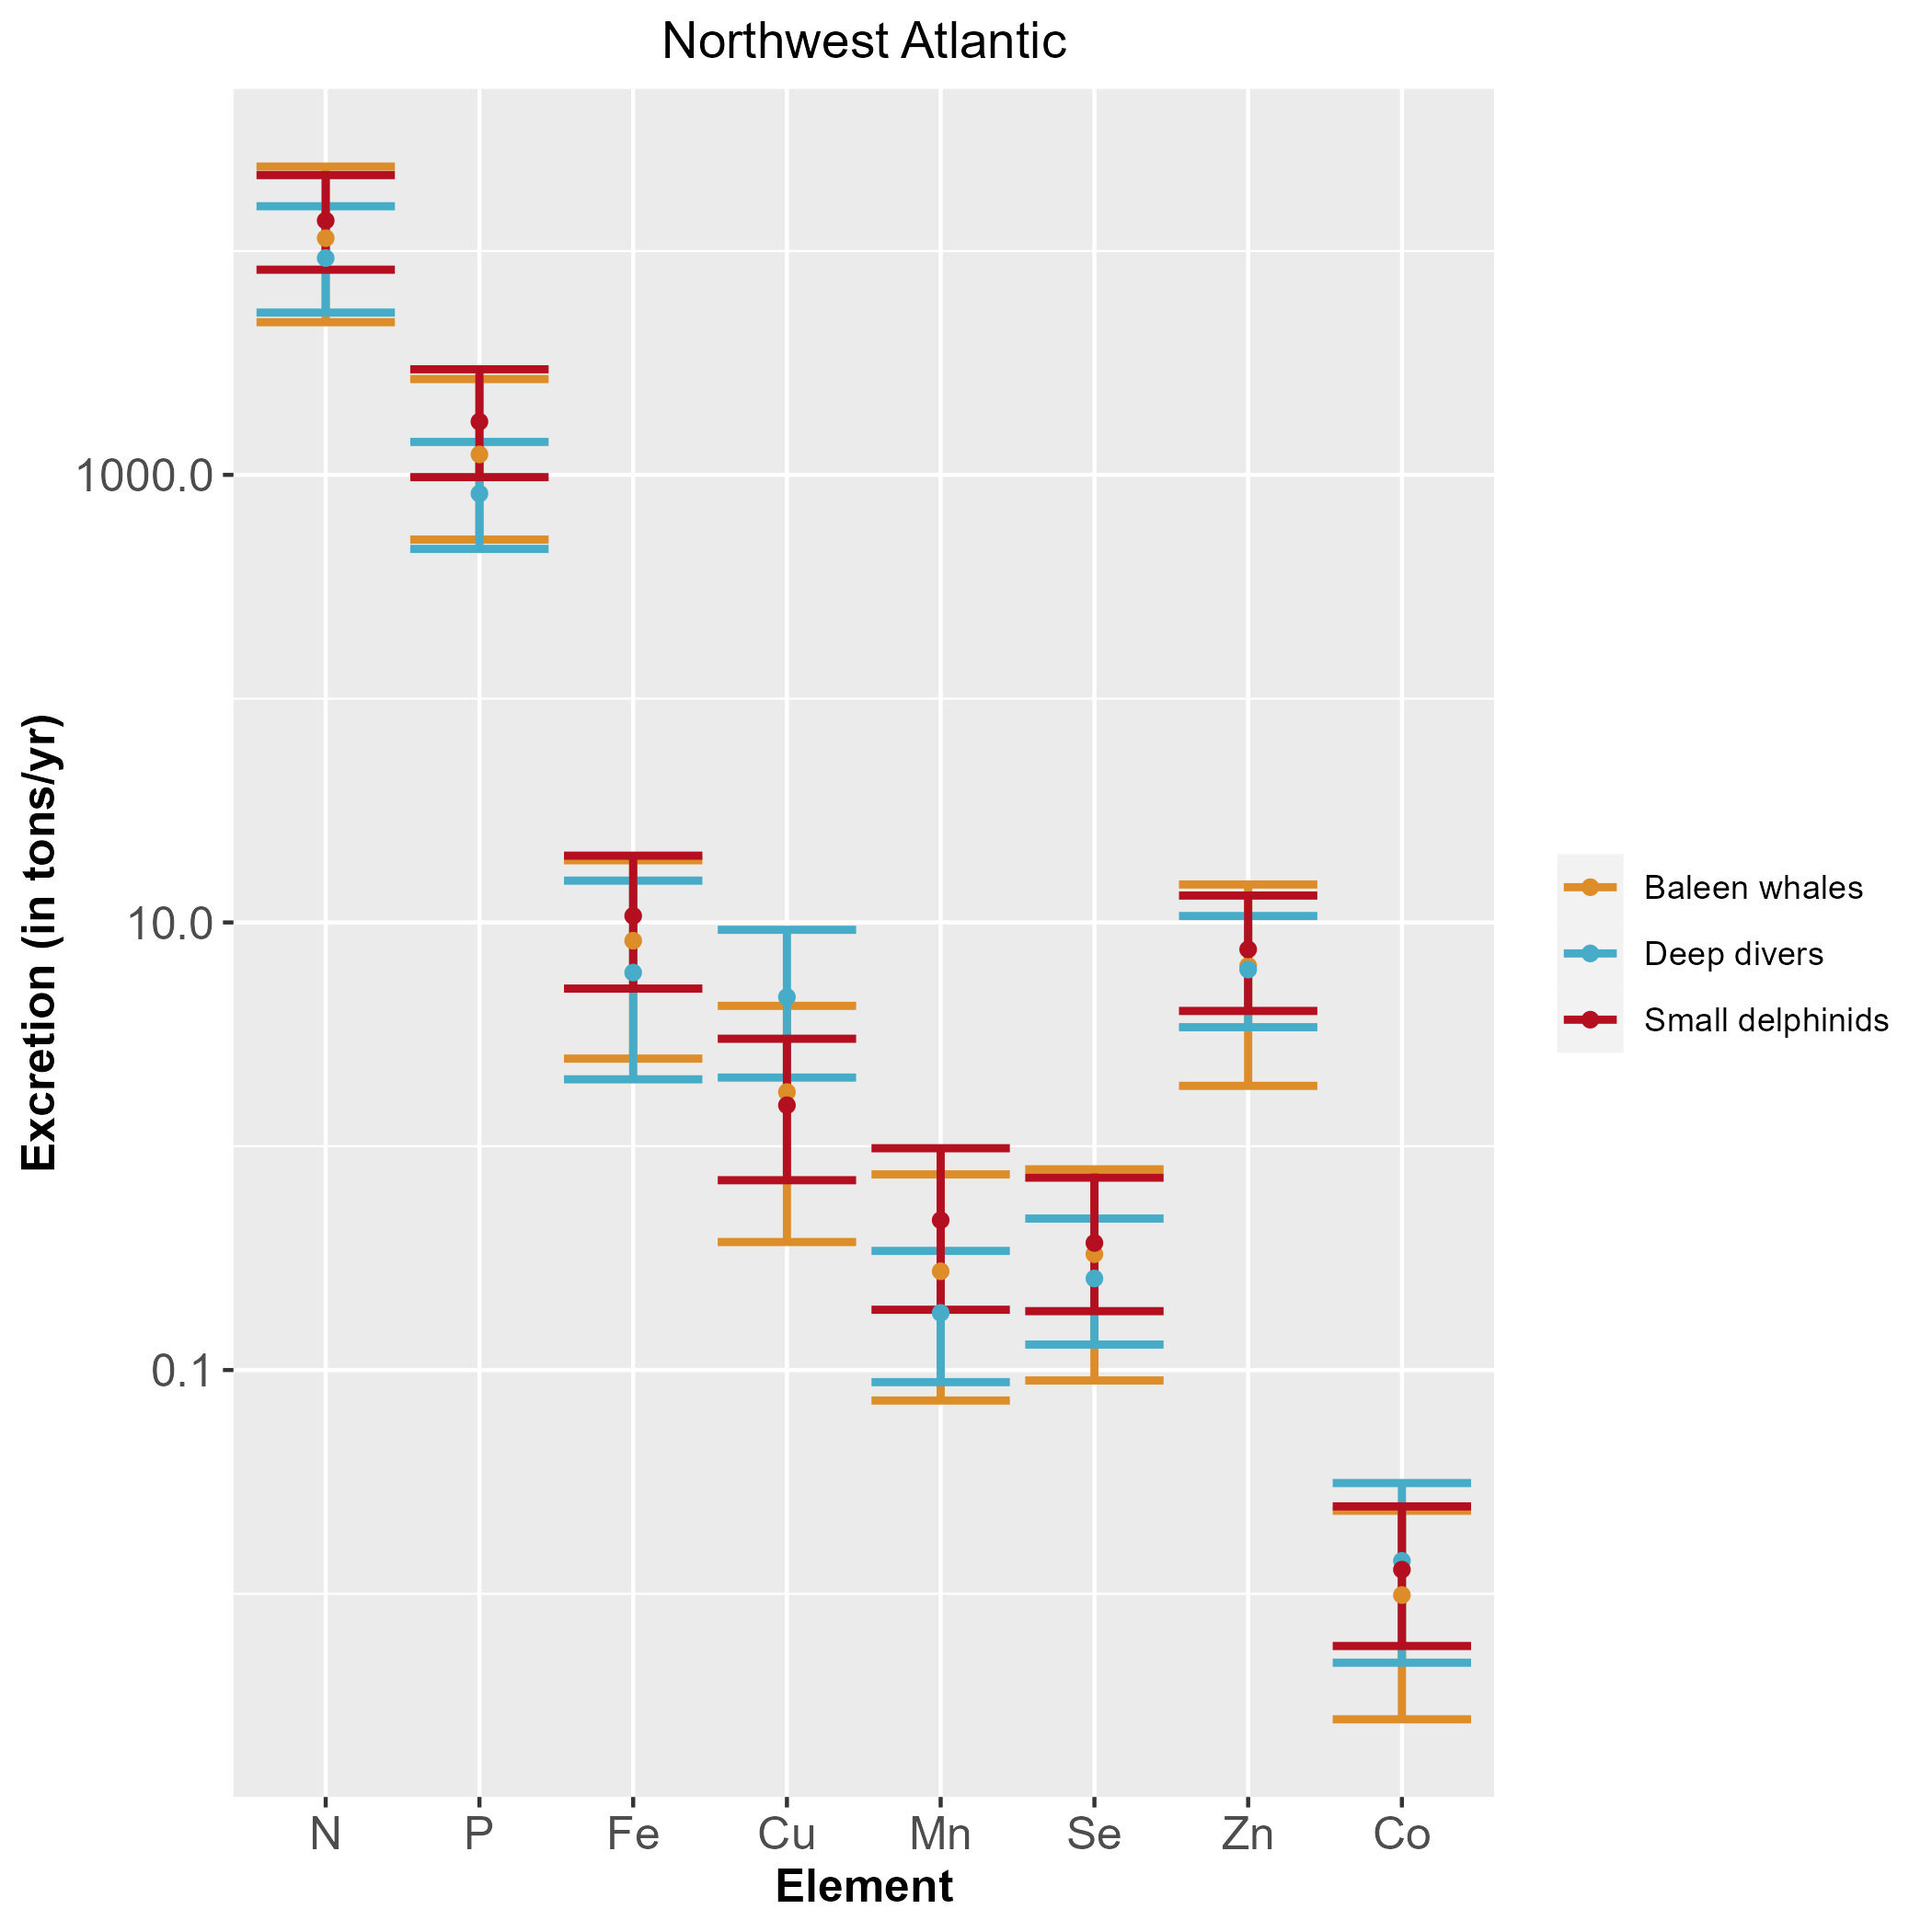 Northwest Atlantic
Excretion (in tons/yr)
1000.0
10.0
0.1
N P Fe Cu Mn Se Zn Co
Element
Baleen whales
Deep divers
Small delphinids